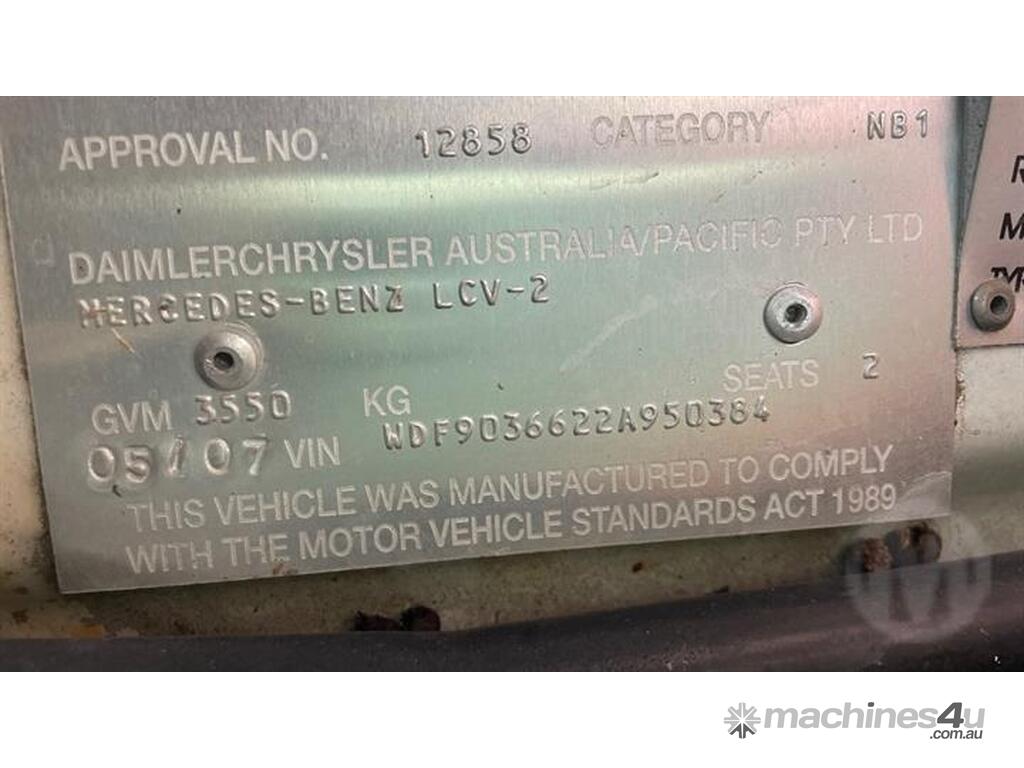 APPROVAL NO. 12858 CATEGORY NB1
DAIMLERCHRYSLER AUSTRALIA/PACIFIC PTY LTD
MERCEDES-BENZ LCV-2
GVM 3550 KG SEATS 2
05/07 VIN WDF9036622A950384
THIS VEHICLE WAS MANUFACTURED TO COMPLY
WITH THE MOTOR VEHICLE STANDARDS ACT 1989
machines4u
.com.au